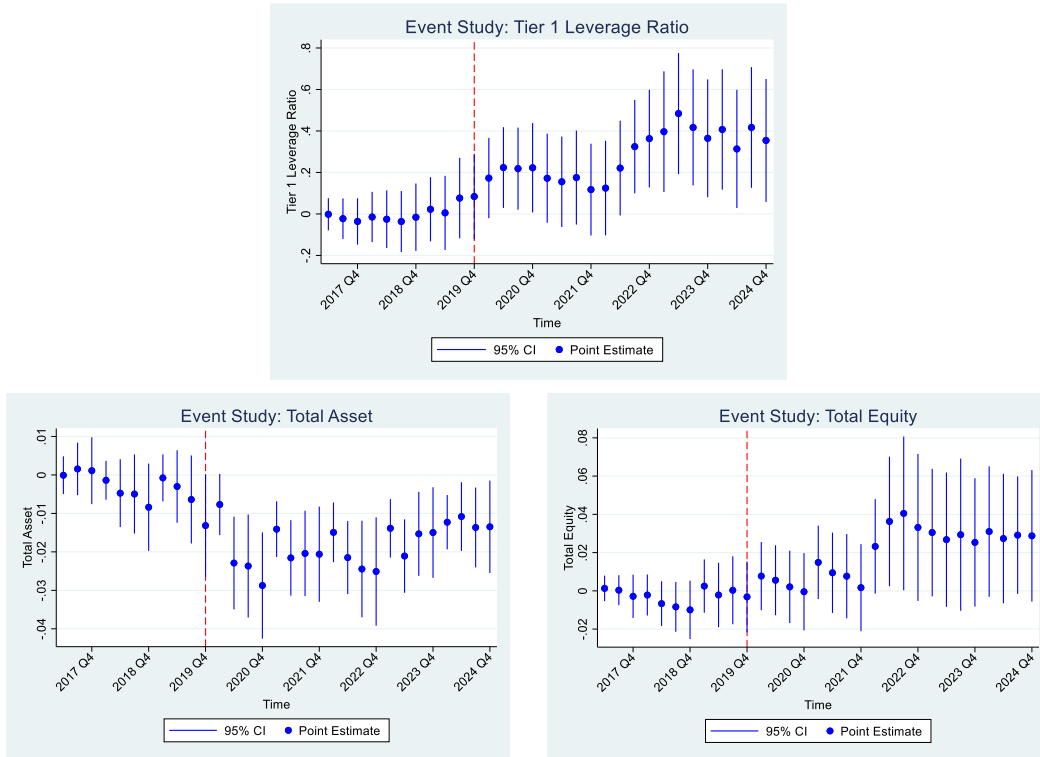 Event Study: Tier 1 Leverage Ratio
Tier 1 Leverage Ratio
.8
.6
.4
.2
0
-.2
2017 Q4
2018 Q4
2019 Q4
2020 Q4
2021 Q4
2022 Q4
2023 Q4
2024 Q4
Time
95% CI
Point Estimate
Event Study: Total Asset
Total Asset
.01
0
-.01
-.02
-.03
-.04
2017 Q4
2018 Q4
2019 Q4
2020 Q4
2021 Q4
2022 Q4
2023 Q4
2024 Q4
Time
95% CI
Point Estimate
Event Study: Total Equity
Total Equity
.08
.06
.04
.02
0
-.02
2017 Q4
2018 Q4
2019 Q4
2020 Q4
2021 Q4
2022 Q4
2023 Q4
2024 Q4
Time
95% CI
Point Estimate